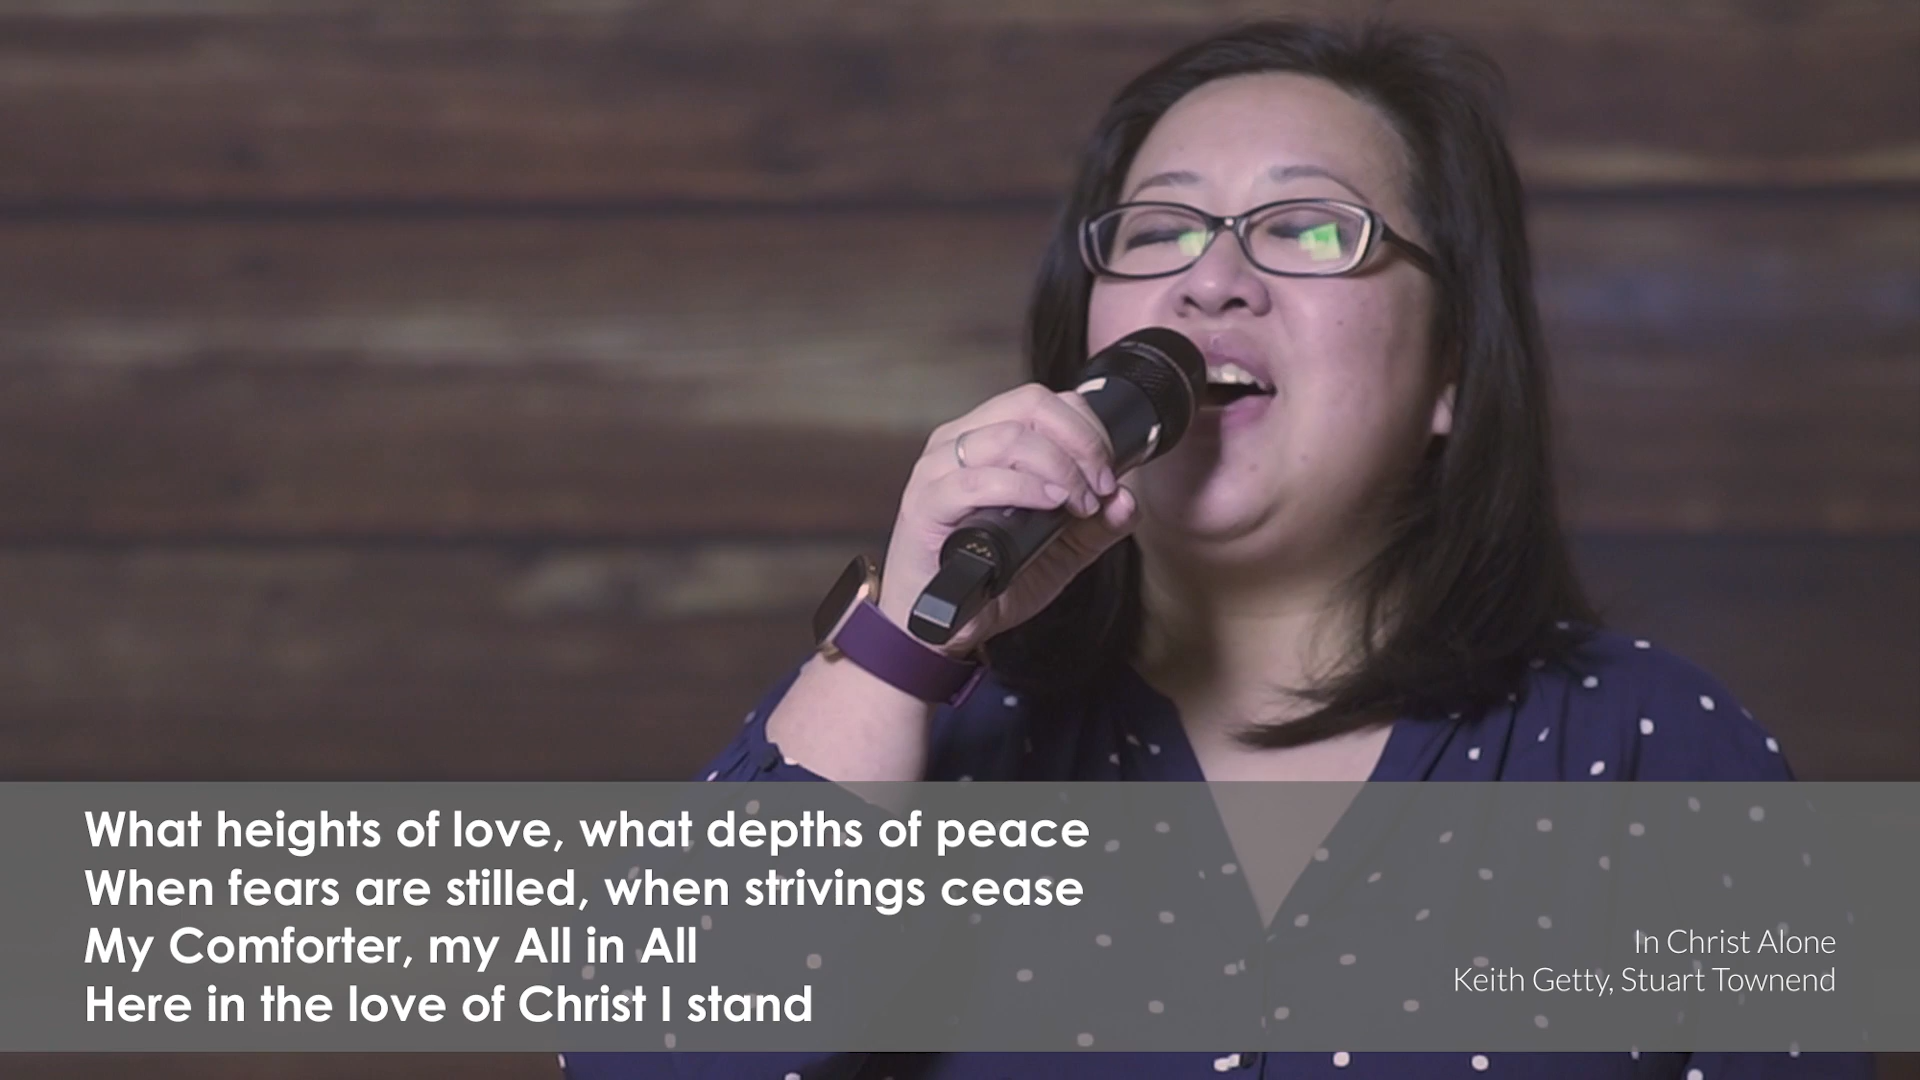 What heights of love, what depths of peace
When fears are stilled, when strivings cease
My Comforter, my All in All
Here in the love of Christ I stand
In Christ Alone
Keith Getty, Stuart Townend